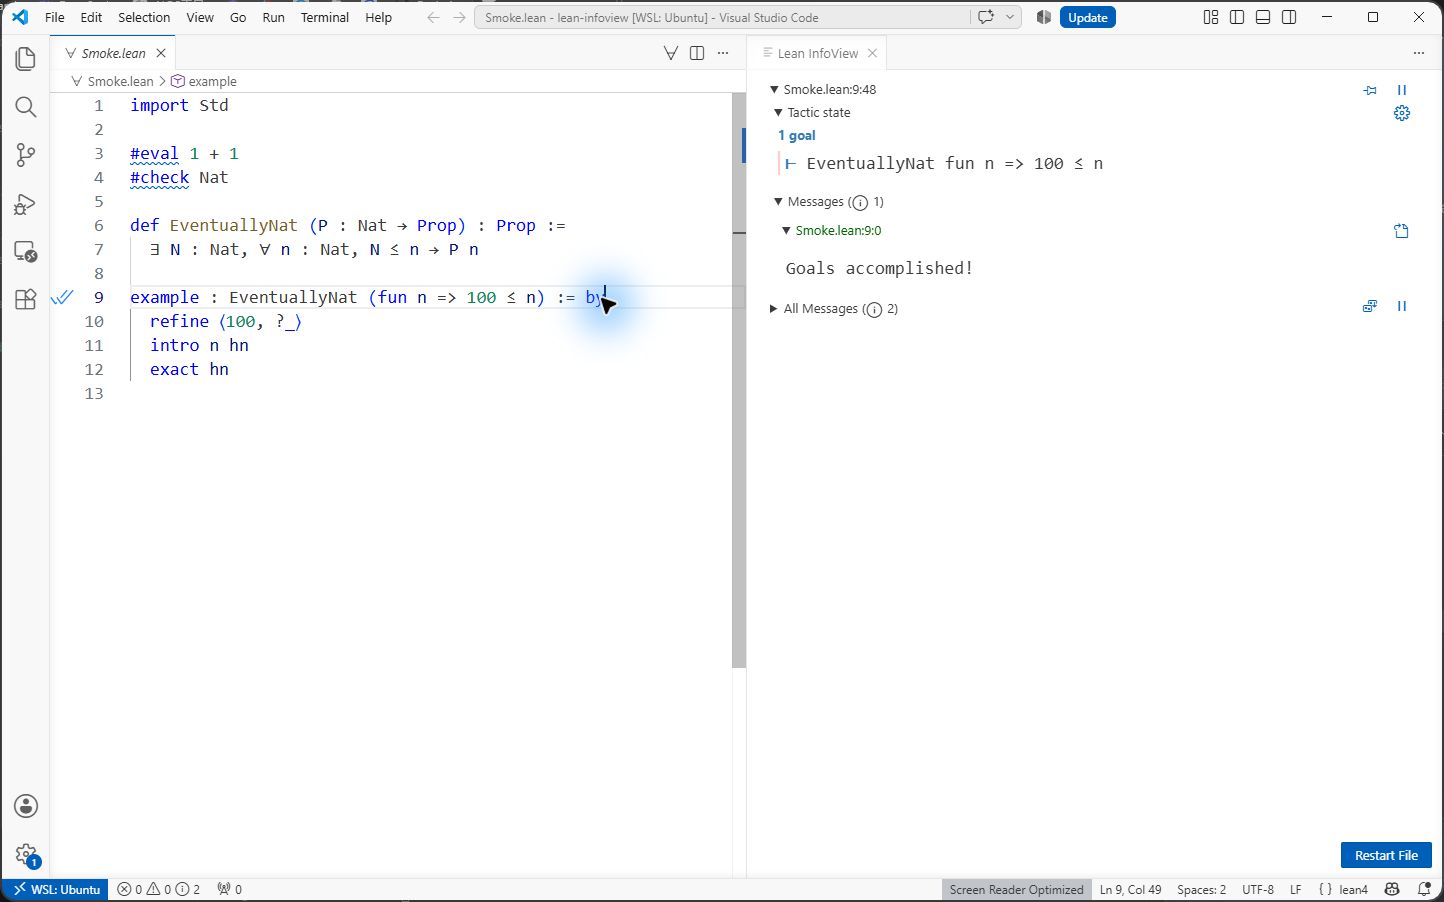 File Edit Selection View Go Run Terminal Help
Smoke.lean - lean-infoview [WSL: Ubuntu] - Visual Studio Code
Update
Smoke.lean
Smoke.lean > example
1 import Std
2
3 #eval 1 + 1
4 #check Nat
5
6 def EventuallyNat (P : Nat → Prop) : Prop :=
7 ∃ N : Nat, ∀ n : Nat, N ≤ n → P n
8
9 example : EventuallyNat (fun n => 100 ≤ n) := by
10 refine ⟨100, ?_⟩
11 intro n hn
12 exact hn
13
Lean InfoView
Smoke.lean:9:48
Tactic state
1 goal
⊢ EventuallyNat fun n => 100 ≤ n
Messages (ⓘ 1)
Smoke.lean:9:0
Goals accomplished!
All Messages (ⓘ 2)
Restart File
1
WSL: Ubuntu 0 0 2 0
Screen Reader Optimized Ln 9, Col 49 Spaces: 2 UTF-8 LF { } lean4